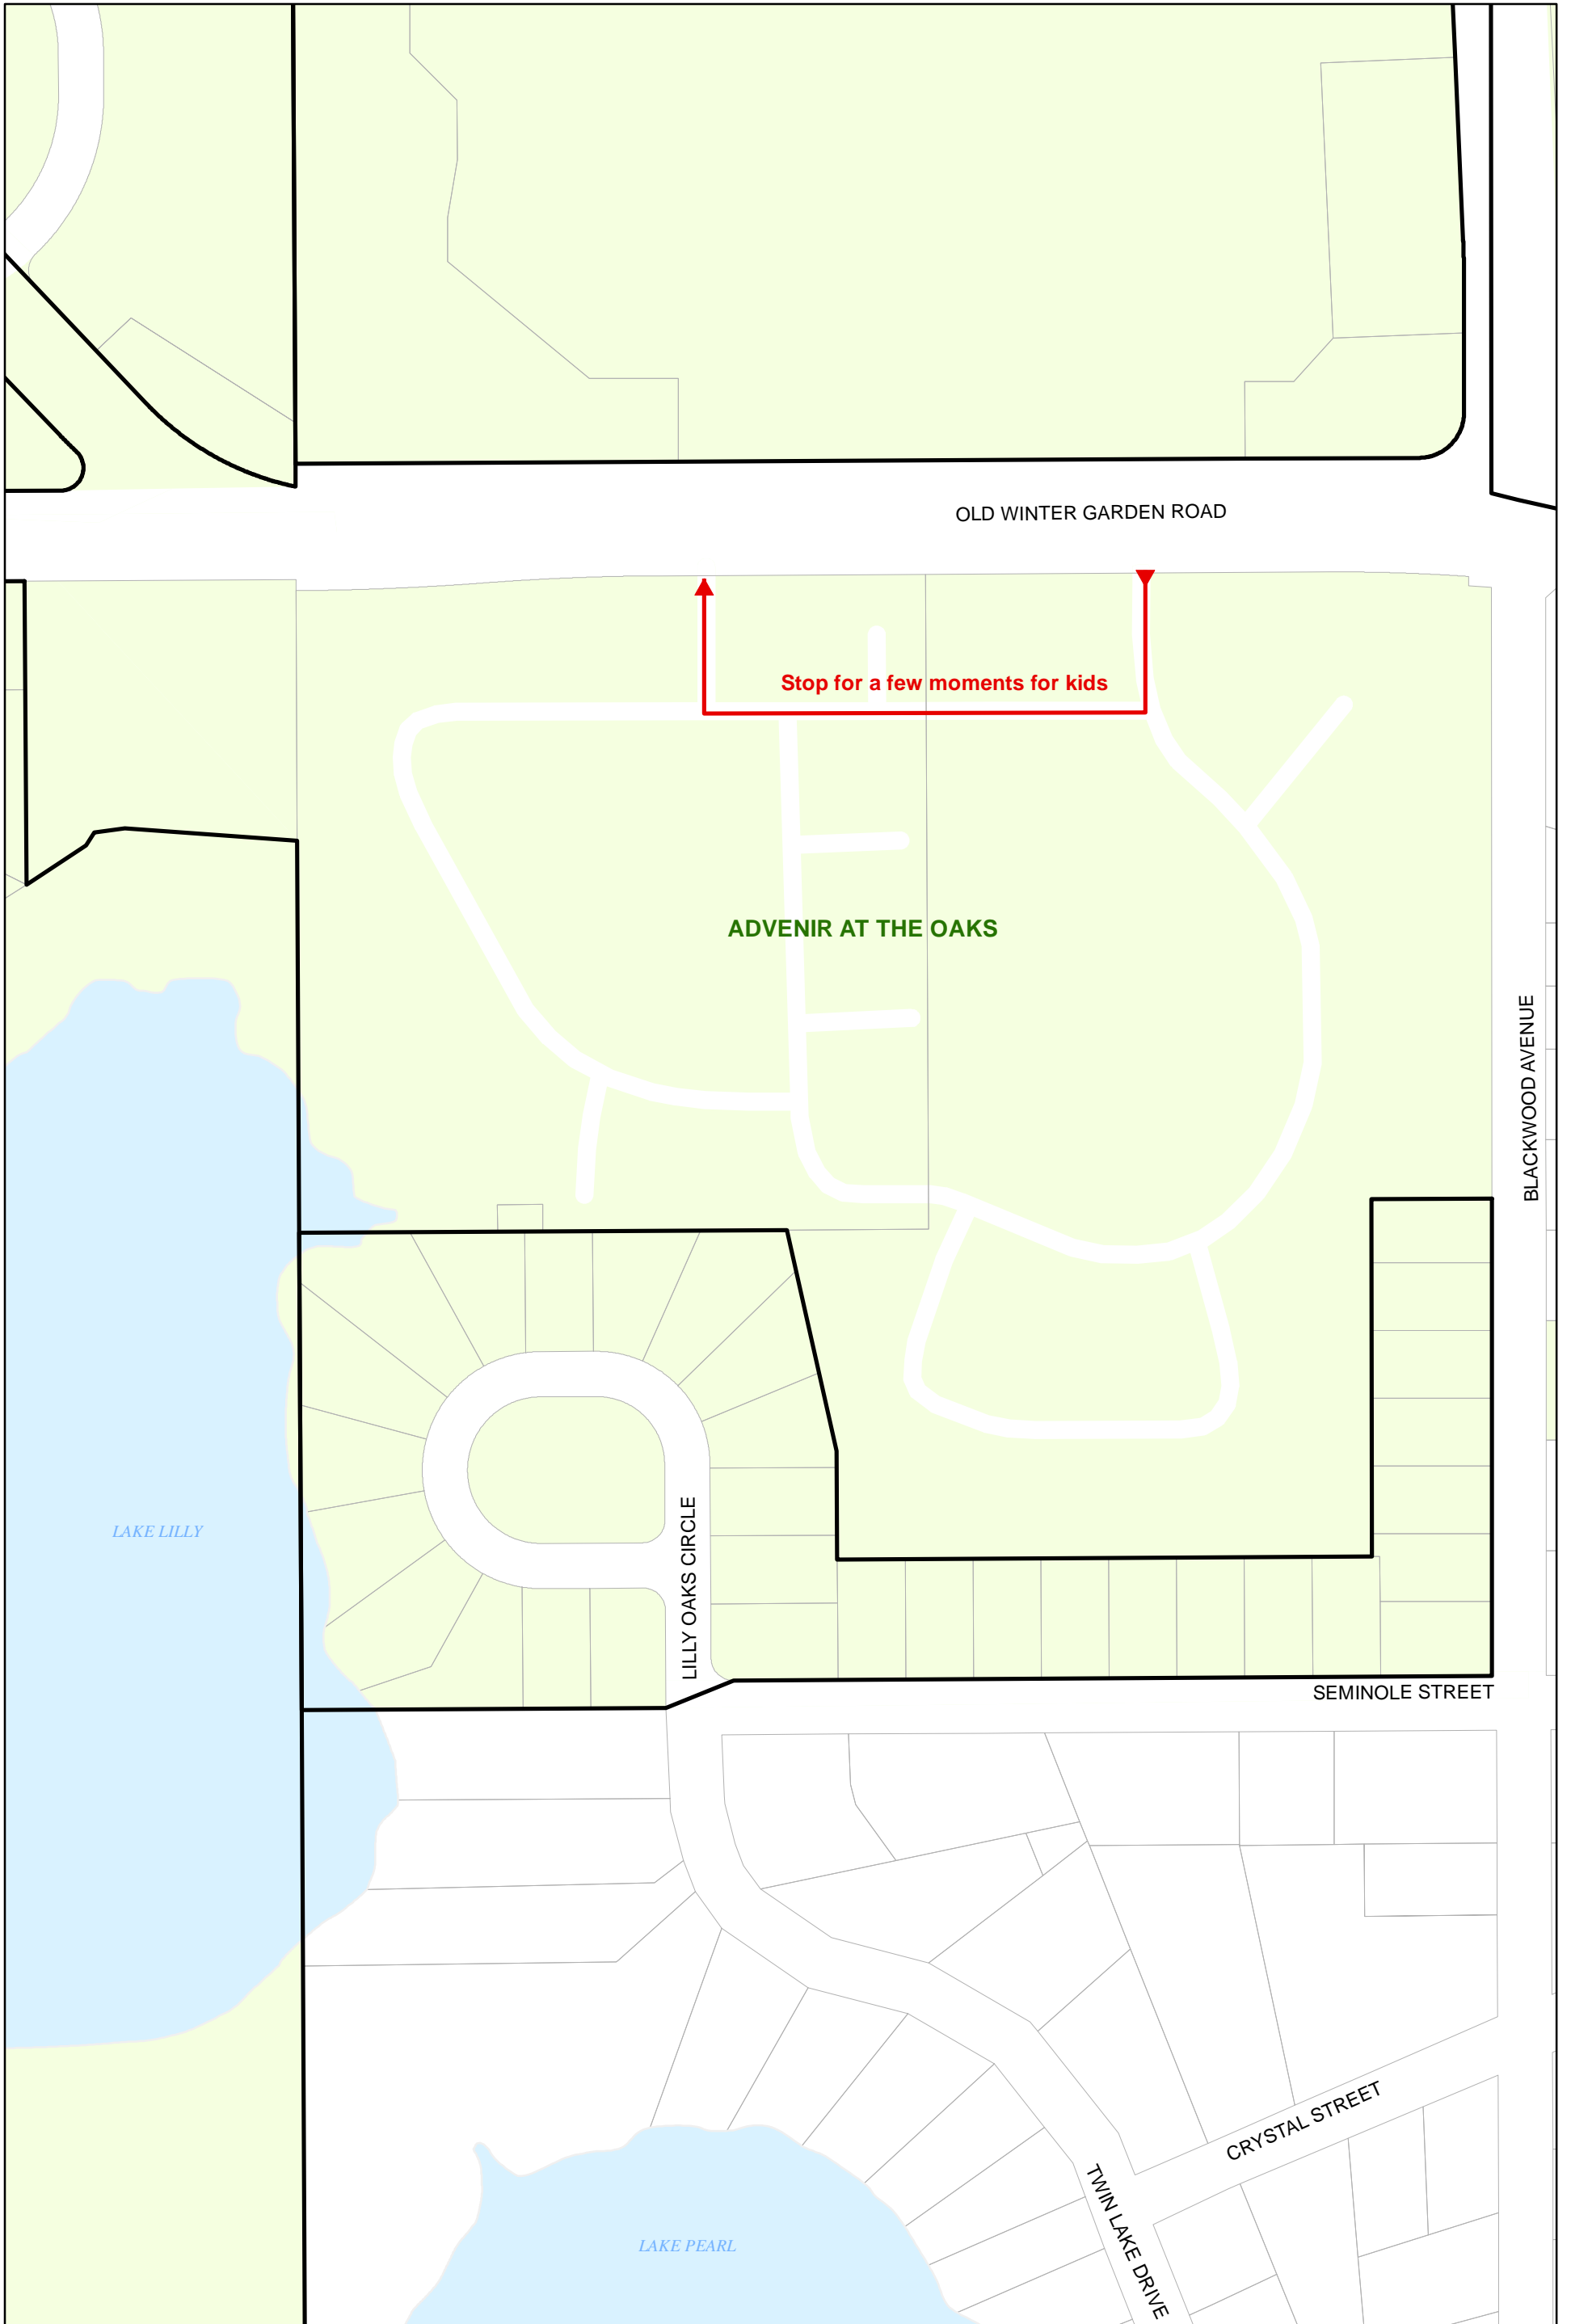 OLD WINTER GARDEN ROAD
Stop for a few moments for kids
ADVENIR AT THE OAKS
BLACKWOOD AVENUE
LAKE LILLY
LILLY OAKS CIRCLE
SEMINOLE STREET
CRYSTAL STREET
TWIN LAKE DRIVE
LAKE PEARL